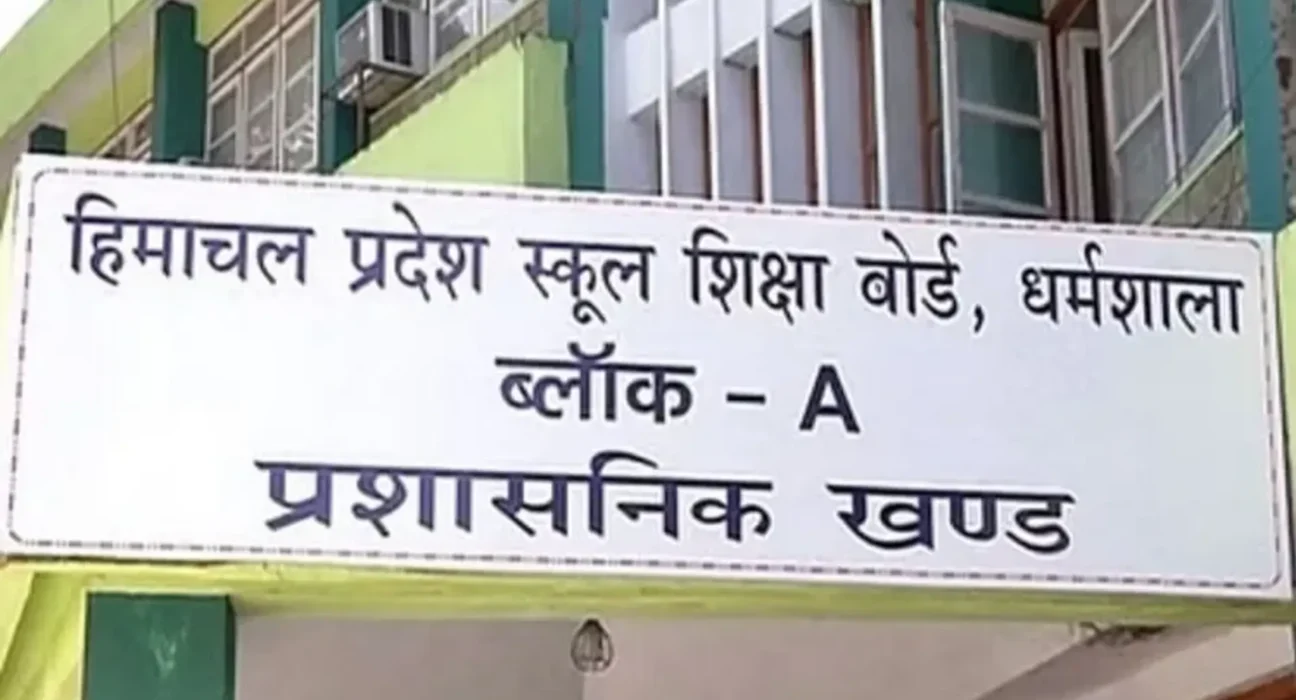 हिमाचल प्रदेश स्कूल शिक्षा बोर्ड, धर्मशाला
ब्लॉक - A
प्रशासनिक खण्ड